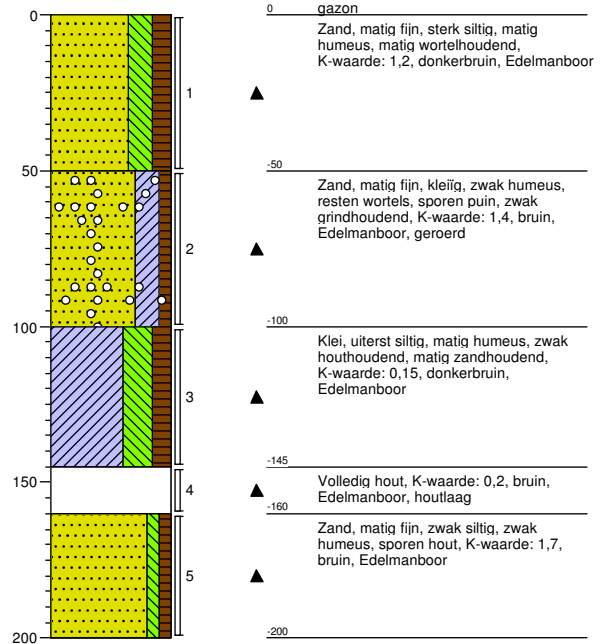 0
gazon
0
Zand, matig fijn, sterk siltig, matig
humeus, matig wortelhoudend,
K-waarde: 1,2, donkerbruin, Edelmanboor
1
50
-50
Zand, matig fijn, kleiïg, zwak humeus,
resten wortels, sporen puin, zwak
grindhoudend, K-waarde: 1,4, bruin,
Edelmanboor, geroerd
2
100
-100
Klei, uiterst siltig, matig humeus, zwak
houthoudend, matig zandhoudend,
K-waarde: 0,15, donkerbruin,
Edelmanboor
3
-145
150
4
Volledig hout, K-waarde: 0,2, bruin,
Edelmanboor, houtlaag
-160
Zand, matig fijn, zwak siltig, zwak
humeus, sporen hout, K-waarde: 1,7,
bruin, Edelmanboor
5
200
-200